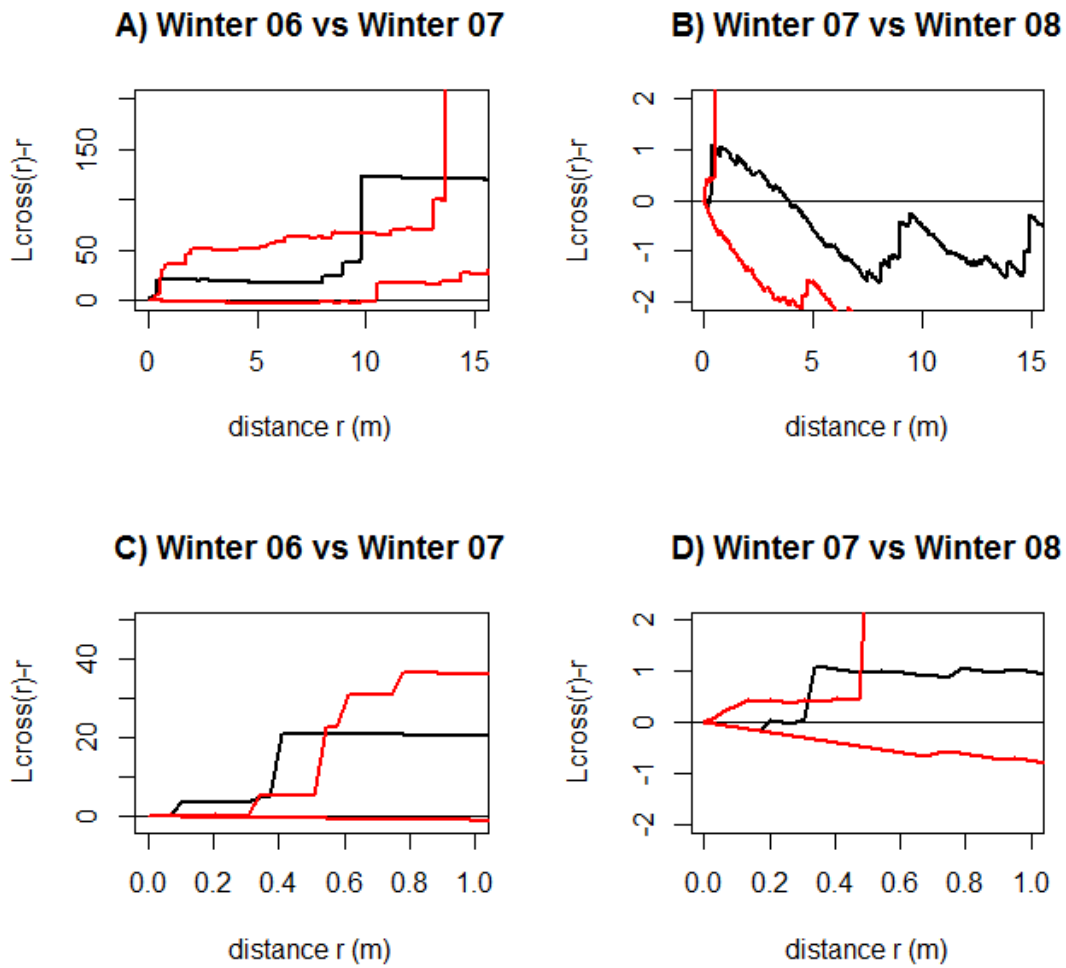 A) Winter 06 vs Winter 07
B) Winter 07 vs Winter 08
Lcross(r)-r
150
50
0
0 5 10 15
distance r (m)
Lcross(r)-r
2
1
0
-1
-2
0 5 10 15
distance r (m)
C) Winter 06 vs Winter 07
D) Winter 07 vs Winter 08
Lcross(r)-r
40
20
0
0.0 0.2 0.4 0.6 0.8 1.0
distance r (m)
Lcross(r)-r
2
1
0
-1
-2
0.0 0.2 0.4 0.6 0.8 1.0
distance r (m)